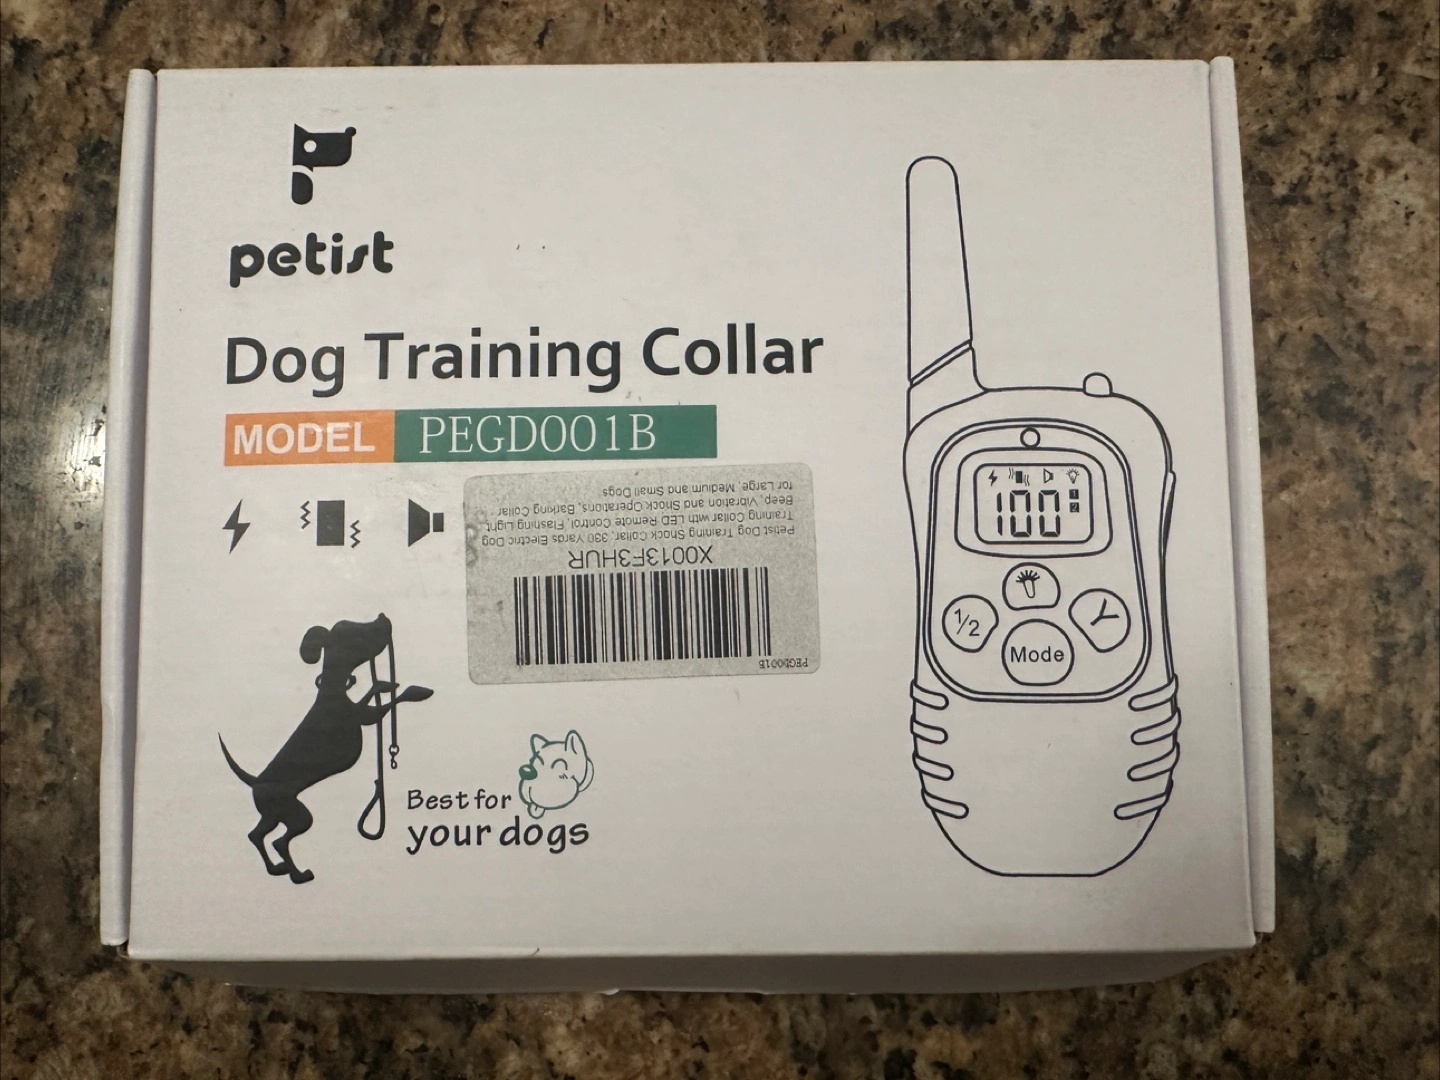 petist
Dog Training Collar
MODEL PEGD001B
Petist Dog Training Shock Collar, 330 Yards Electric Dog
Training Collar with LED Remote Control, Flashing Light,
Beep, Vibration and Shock Operations, Barking Collar
for Large, Medium and Small Dogs
X0013F3HUR
PEGD001B
100
1
2
1/2
Y
Mode
Best for
your dogs